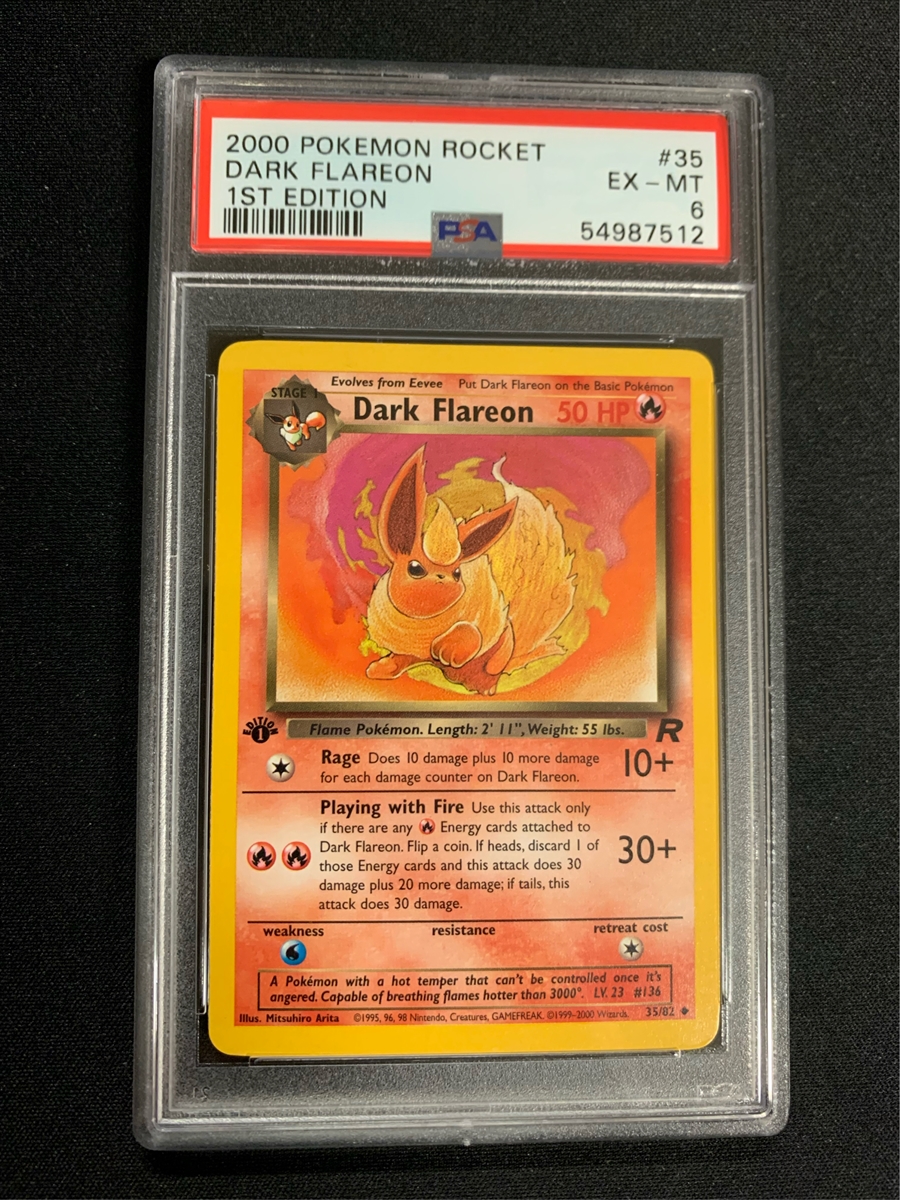 2000 POKEMON ROCKET #35
DARK FLAREON EX - MT
1ST EDITION 6
PSA 54987512
Evolves from Eevee Put Dark Flareon on the Basic Pokémon
STAGE 1
Dark Flareon 50 HP
EDITION
1
Flame Pokémon. Length: 2' 11", Weight: 55 lbs.
R
Rage Does 10 damage plus 10 more damage
for each damage counter on Dark Flareon.
10+
Playing with Fire Use this attack only
if there are any Energy cards attached to
Dark Flareon. Flip a coin. If heads, discard 1 of
those Energy cards and this attack does 30
damage plus 20 more damage; if tails, this
attack does 30 damage.
30+
weakness resistance retreat cost
A Pokémon with a hot temper that can't be controlled once it's
angered. Capable of breathing flames hotter than 3000°. LV. 23 #136
Illus. Mitsuhiro Arita ©1995, 96, 98 Nintendo, Creatures, GAMEFREAK. ©1999-2000 Wizards. 35/82